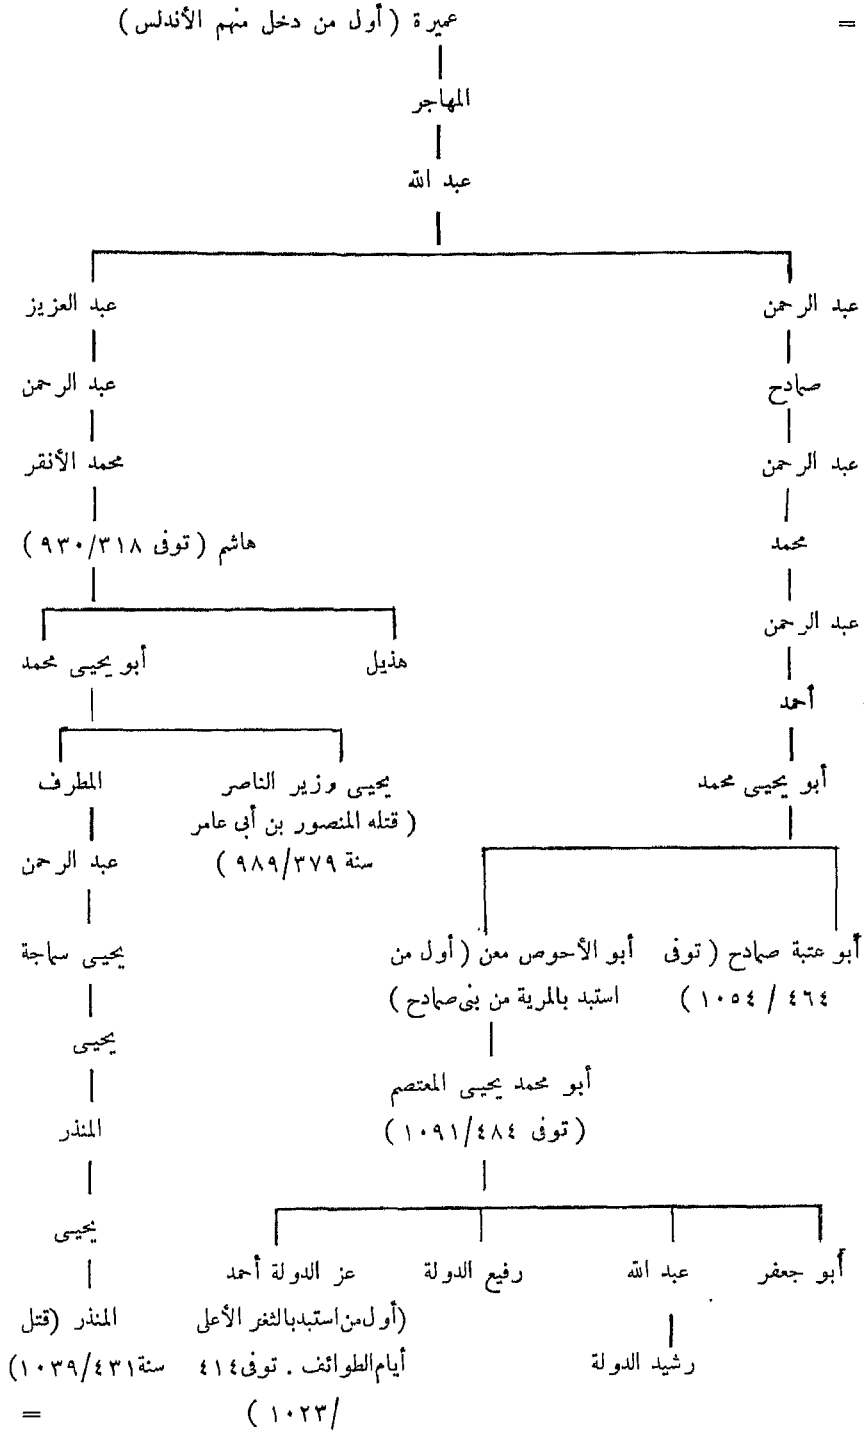 =
عميرة ( أول من دخل منهم الأندلس )
المهاجر
عبد الله
عبد الرحمن
عبد العزيز
صمادح
عبد الرحمن
عبد الرحمن
محمد الأنقر
محمد
هاشم ( توفى ٣١٨/٩٣٠ )
عبد الرحمن
هذيل
أبو يحيى محمد
أحمد
أبو يحيى محمد
يحيى وزير الناصر
( قتله المنصور بن أبى عامر
سنة ٣٧٩/٩٨٩ )
المطرف
عبد الرحمن
أبو عتبة صمادح ( توفى
٤٦٤ / ١٠٥٤ )
أبو الأحوص معن ( أول من
استبد بالمرية من بنى صمادح )
يحيى سماجة
يحيى
أبو محمد يحيى المعتصم
( توفى ٤٨٤/١٠٩١ )
المنذر
يحيى
أبو جعفر
عبد الله
رفيع الدولة
عز الدولة أحمد
رشيد الدولة
(أول من استبد بالثغر الأعلى
أيام الطوائف . توفى ٤١٤
/١٠٢٣ )
المنذر (قتل
سنة ٤٣١/١٠٣٩)
=